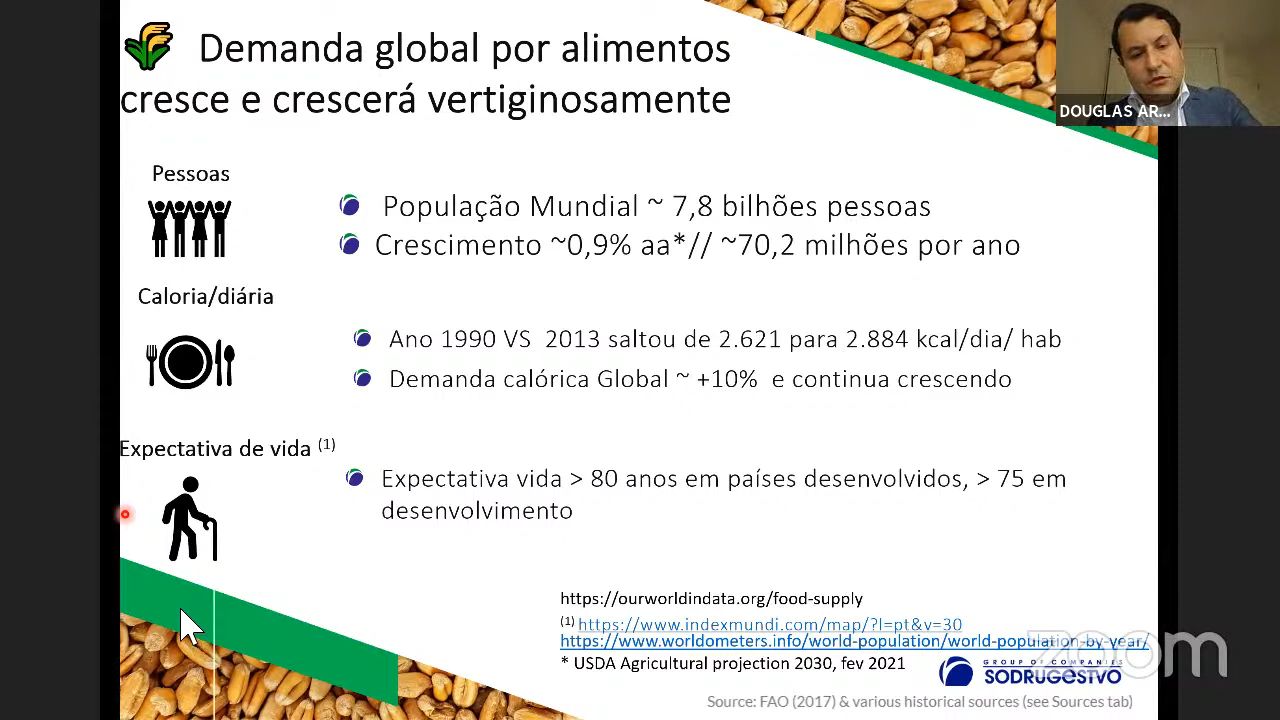 Demanda global por alimentos
cresce e crescerá vertiginosamente
DOUGLAS AR...
Pessoas
População Mundial ~ 7,8 bilhões pessoas
Crescimento ~0,9% aa*// ~70,2 milhões por ano
Caloria/diária
Ano 1990 VS 2013 saltou de 2.621 para 2.884 kcal/dia/ hab
Demanda calórica Global ~ +10% e continua crescendo
Expectativa de vida (1)
Expectativa vida > 80 anos em países desenvolvidos, > 75 em
desenvolvimento
https://ourworldindata.org/food-supply
(1) https://www.indexmundi.com/map/?l=pt&v=30
https://www.worldometers.info/world-population/world-population-by-year/
* USDA Agricultural projection 2030, fev 2021
GROUP OF COMPANIES
SODRUGESTVO
zoom
Source: FAO (2017) & various historical sources (see Sources tab)